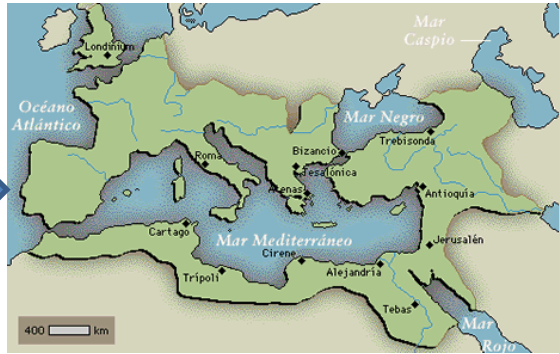 Mar
Caspio
Londinium
Océano
Atlántico
Mar Negro
Trebisonda
Bizancio
Roma
Tesalónica
Atenas
Antioquía
Cartago
Mar Mediterráneo
Cirene
Jerusalén
Trípoli
Alejandría
Tebas
400 km
Mar
Rojo